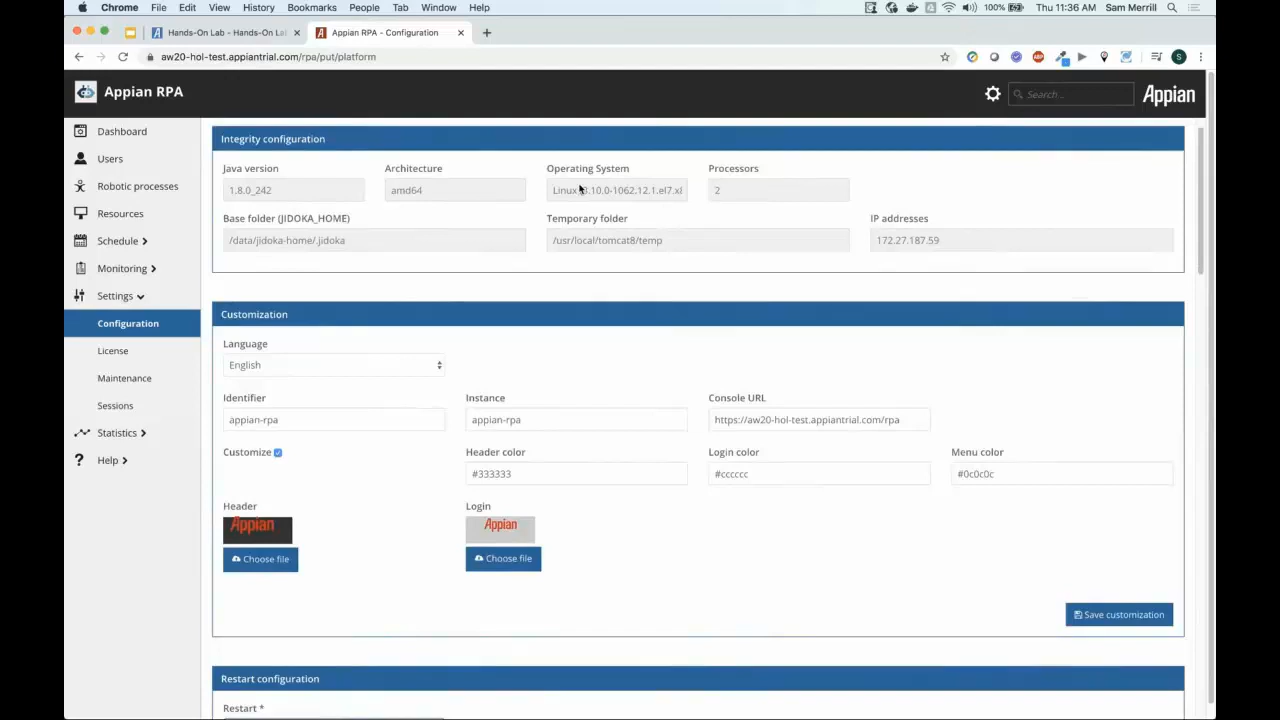 Chrome File Edit View History Bookmarks People Tab Window Help 100% Thu 11:36 AM Sam Merrill
Hands-On Lab - Hands-On La Appian RPA - Configuration
aw20-hol-test.appiantrial.com/rpa/put/platform
Appian RPA Search... Appian
Dashboard
Users
Robotic processes
Resources
Schedule
Monitoring
Settings
Configuration
License
Maintenance
Sessions
Statistics
Help
Integrity configuration
Java version Architecture Operating System Processors
1.8.0_242 amd64 Linux 3.10.0-1062.12.1.el7.x 2
Base folder (JIDOKA_HOME) Temporary folder IP addresses
/data/jidoka-home/.jidoka /usr/local/tomcat8/temp 172.27.187.59
Customization
Language
English
Identifier Instance Console URL
appian-rpa appian-rpa https://aw20-hol-test.appiantrial.com/rpa
Customize Header color Login color Menu color
#333333 #cccccc #0c0c0c
Header Login
Appian Appian
Choose file Choose file
Save customization
Restart configuration
Restart *